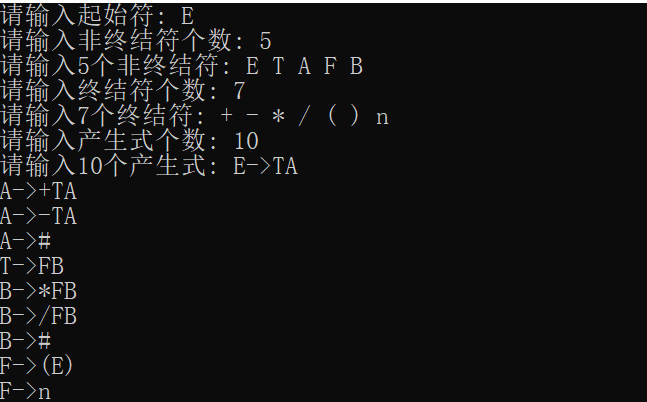 请输入起始符: E
请输入非终结符个数: 5
请输入5个非终结符: E T A F B
请输入终结符个数: 7
请输入7个终结符: + - * / ( ) n
请输入产生式个数: 10
请输入10个产生式: E->TA
A->+TA
A->-TA
A->#
T->FB
B->*FB
B->/FB
B->#
F->(E)
F->n